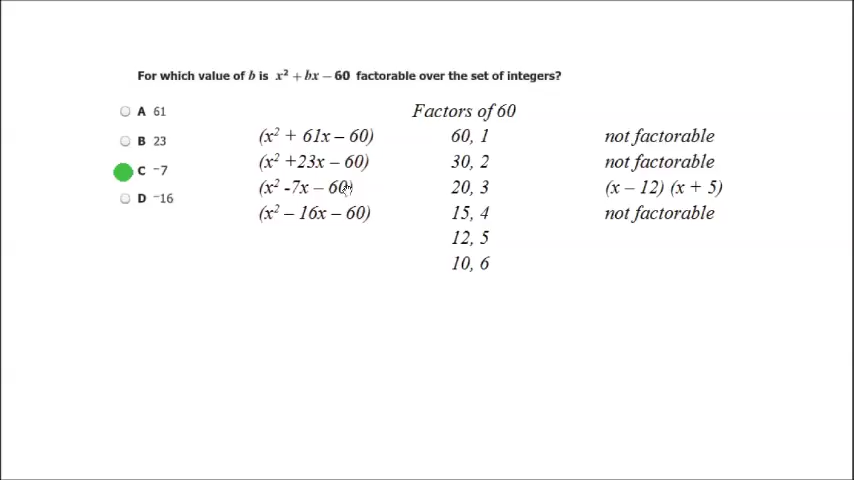 For which value of b is x² + bx – 60 factorable over the set of integers?
Factors of 60
A 61
(x² + 61x – 60) 60, 1 not factorable
B 23
(x² +23x – 60) 30, 2 not factorable
C ⁻7
(x² -7x – 60) 20, 3 (x – 12) (x + 5)
D ⁻16
(x² – 16x – 60) 15, 4 not factorable
12, 5
10, 6